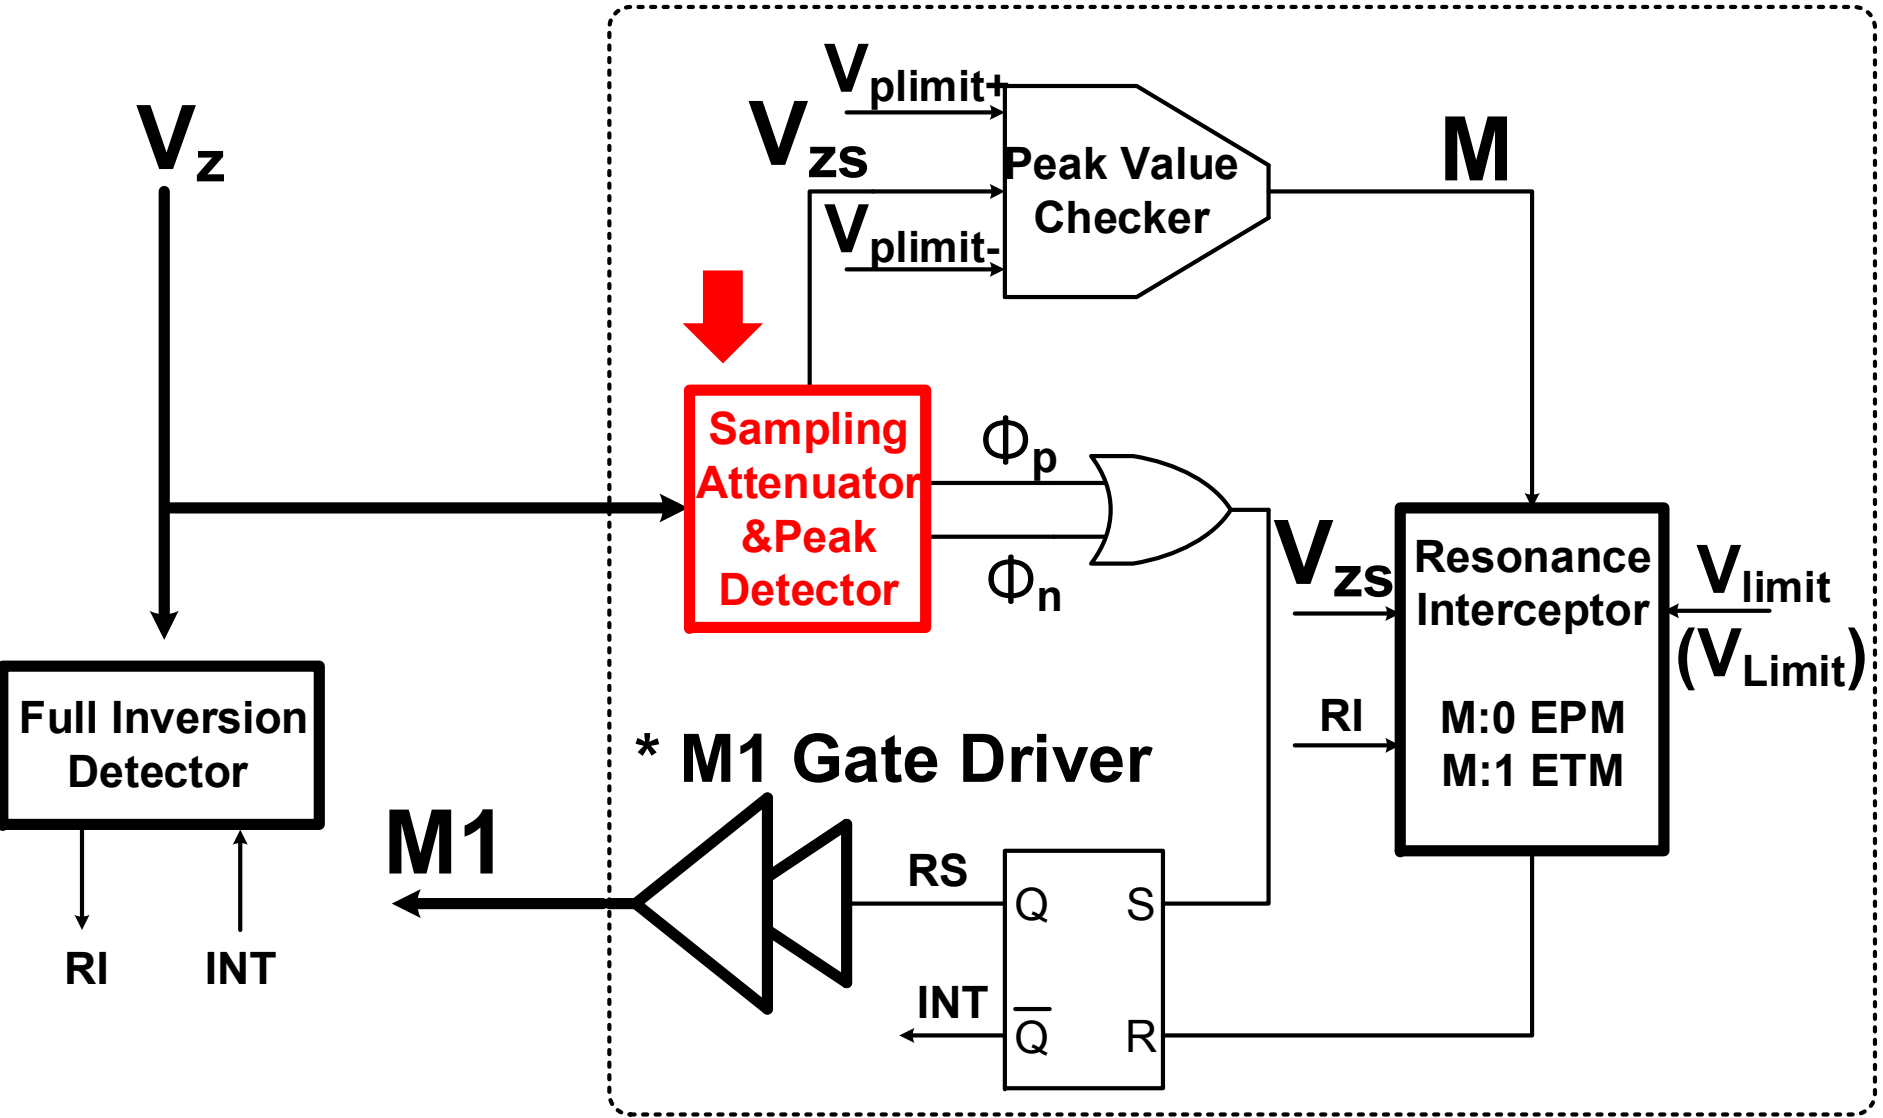 Vz
Vplimit+
Vzs
Vplimit-
Peak Value
Checker
M
Sampling
Attenuator
&Peak
Detector
Φp
Φn
Vzs
RI
Resonance
Interceptor
M:0 EPM
M:1 ETM
Vlimit
(VLimit)
Full Inversion
Detector
RI
INT
* M1 Gate Driver
M1
RS
INT
Q
S
Q̅
R